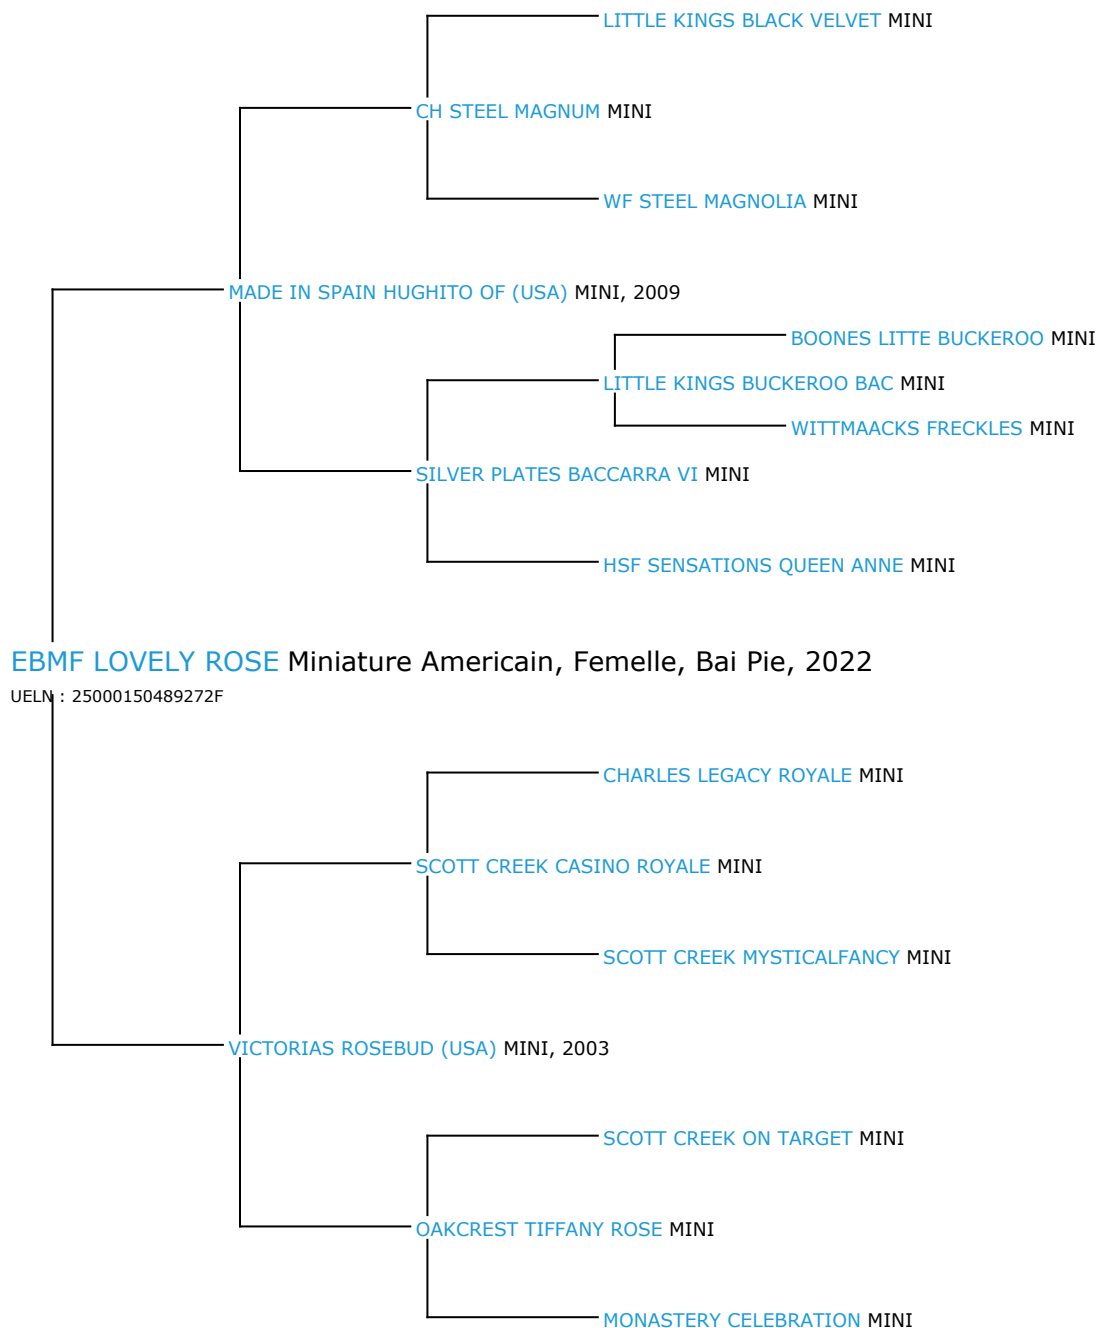 LITTLE KINGS BLACK VELVET MINI
CH STEEL MAGNUM MINI
WF STEEL MAGNOLIA MINI
MADE IN SPAIN HUGHITO OF (USA) MINI, 2009
BOONES LITTE BUCKEROO MINI
LITTLE KINGS BUCKEROO BAC MINI
WITTMAACKS FRECKLES MINI
SILVER PLATES BACCARRA VI MINI
HSF SENSATIONS QUEEN ANNE MINI
EBMF LOVELY ROSE Miniature Americain, Femelle, Bai Pie, 2022
UELN : 25000150489272F
CHARLES LEGACY ROYALE MINI
SCOTT CREEK CASINO ROYALE MINI
SCOTT CREEK MYSTICALFANCY MINI
VICTORIAS ROSEBUD (USA) MINI, 2003
SCOTT CREEK ON TARGET MINI
OAKCREST TIFFANY ROSE MINI
MONASTERY CELEBRATION MINI